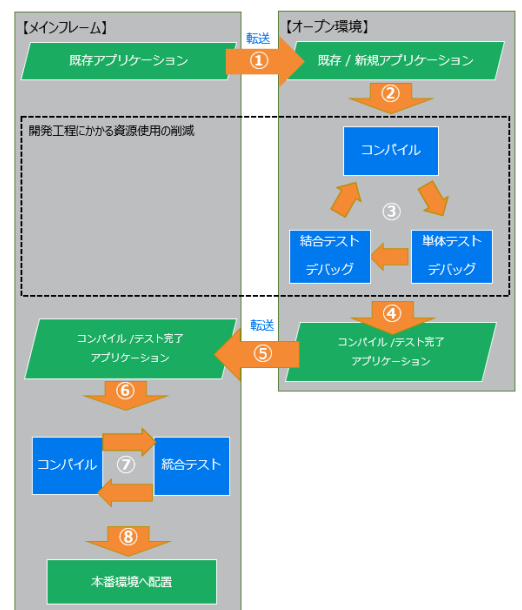 【メインフレーム】
【オープン環境】
転送
既存アプリケーション
①
既存 / 新規アプリケーション
②
開発工程にかかる資源使用の削減
コンパイル
③
結合テスト
デバッグ
単体テスト
デバッグ
④
転送
コンパイル /テスト完了
アプリケーション
⑤
コンパイル /テスト完了
アプリケーション
⑥
コンパイル
⑦
統合テスト
⑧
本番環境へ配置